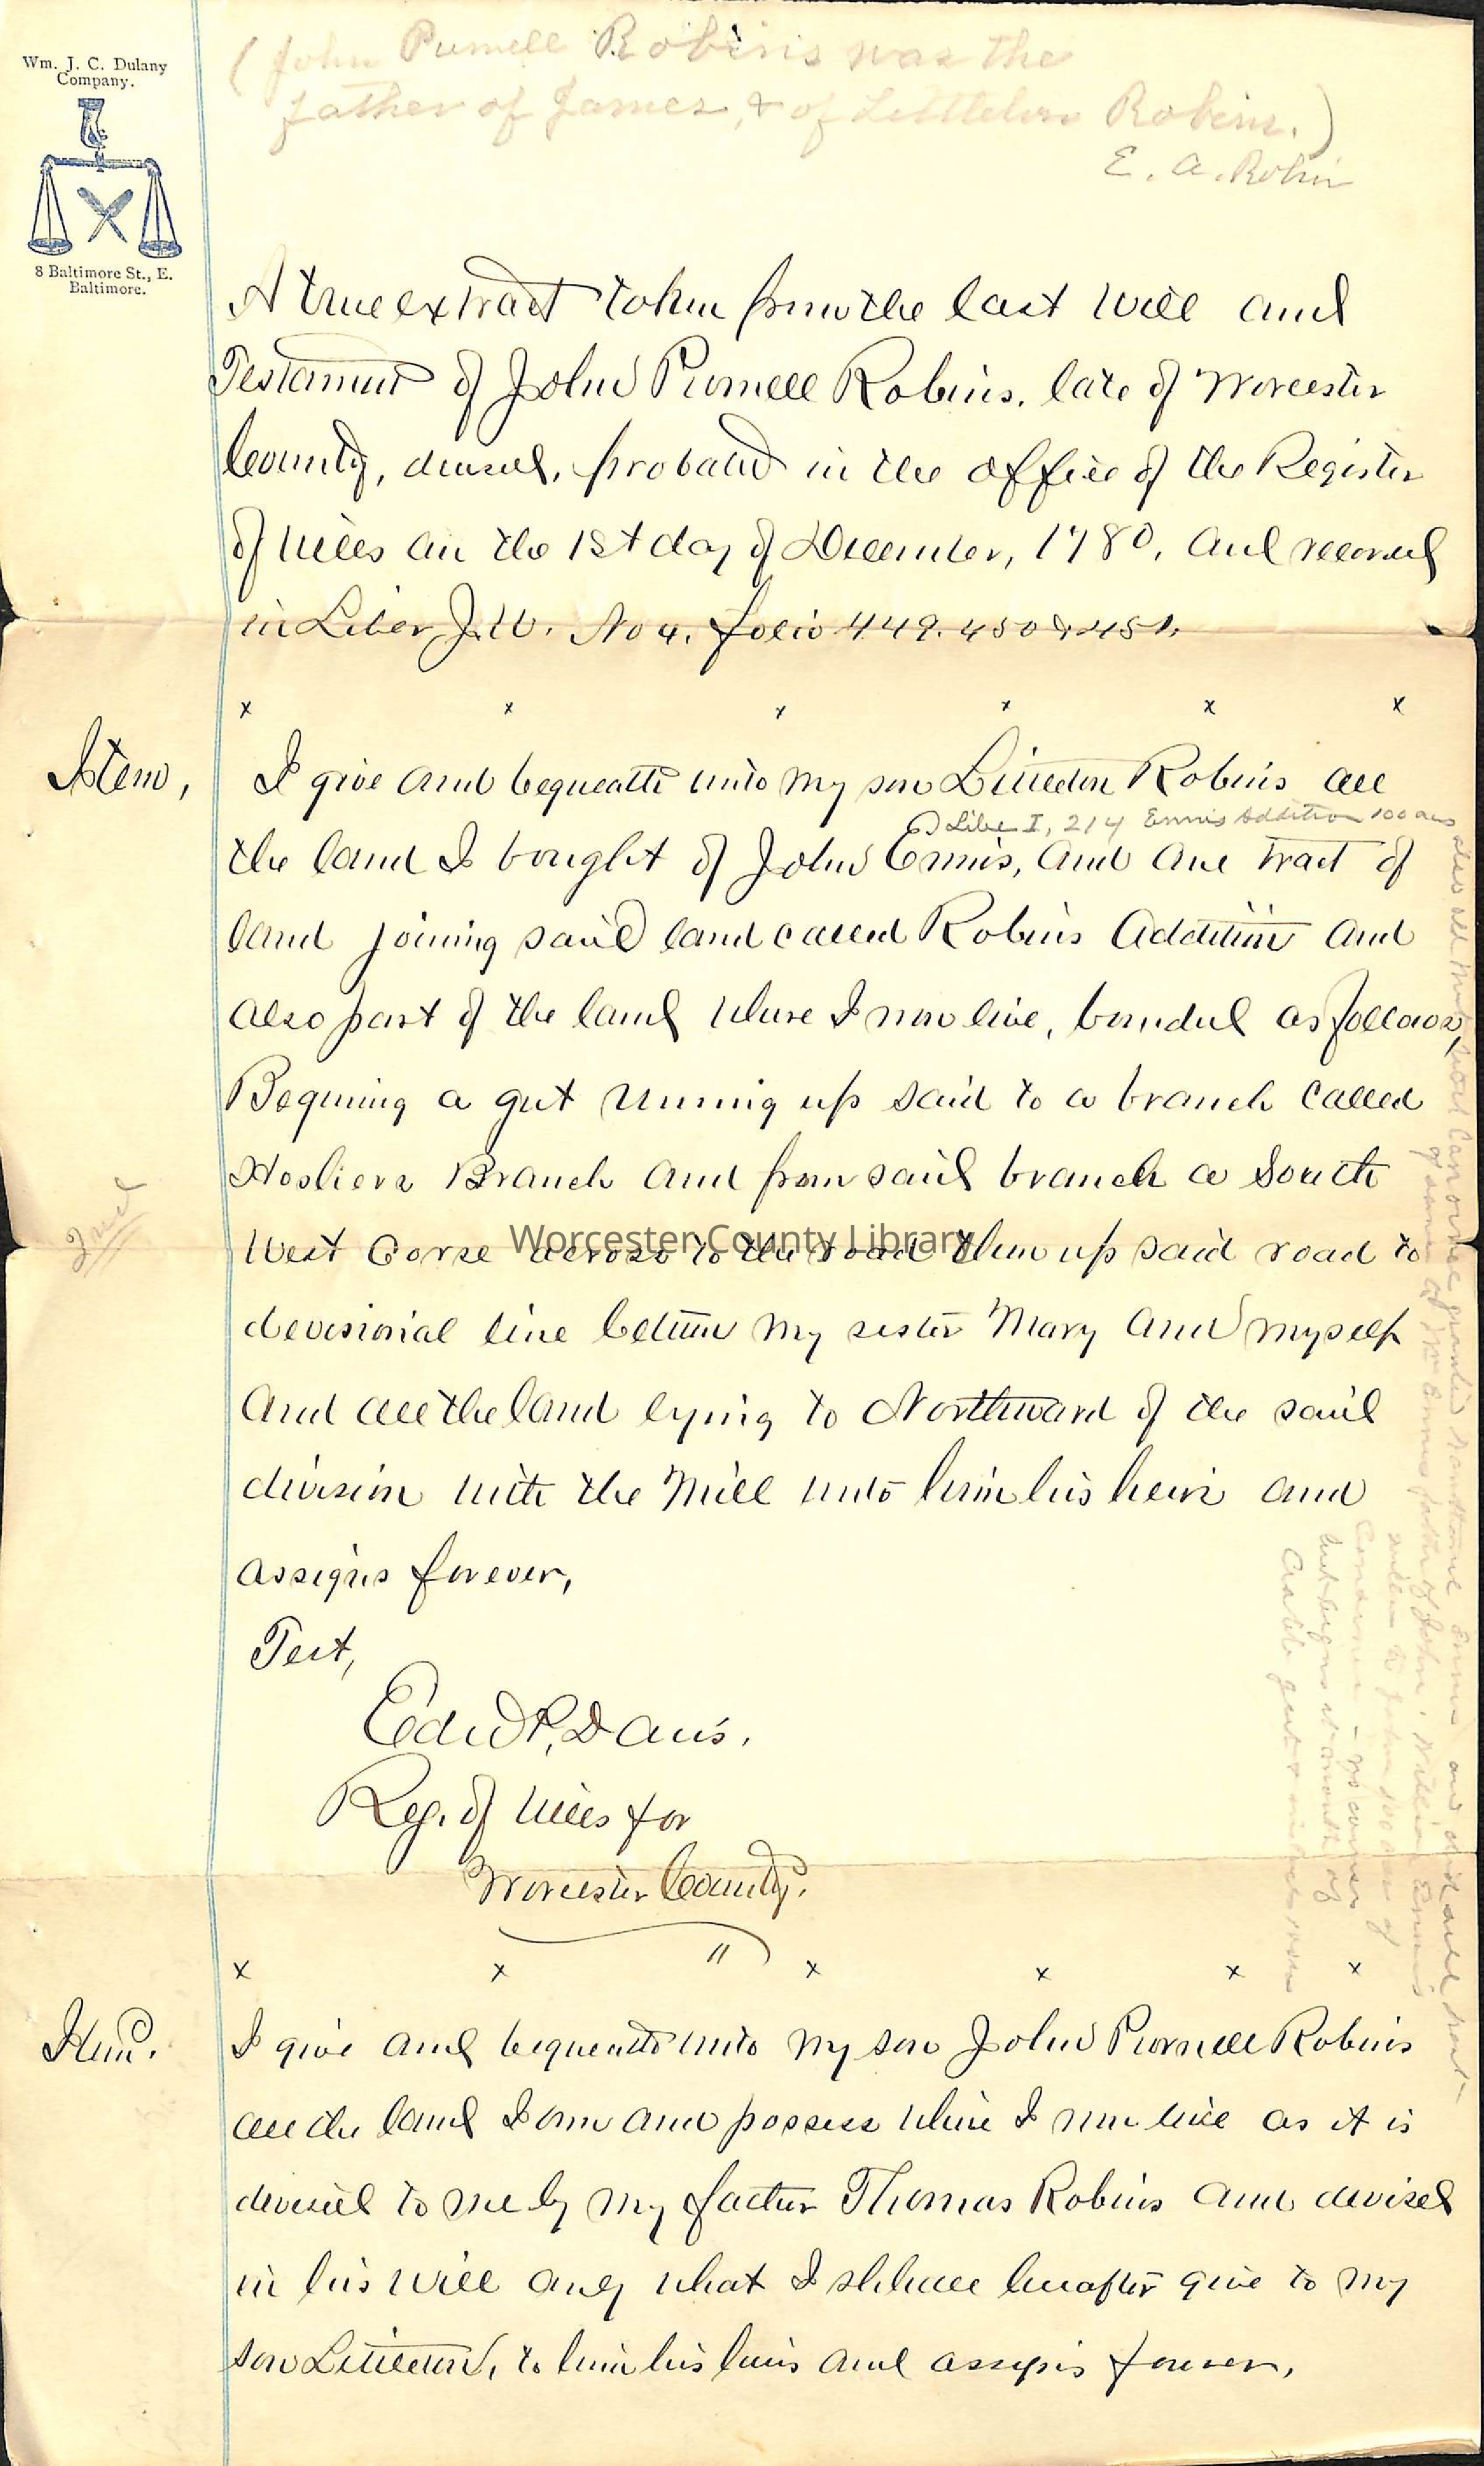 Wm. J. C. Dulany
Company.
8 Baltimore St., E.
Baltimore.
(John Purnell Robins was the
father of James, & of Littleton Robins.)
E. A. Robin
A true extract taken from the last will and
Testament of John Purnell Robins, late of Worcester
County, deceased, probated in the office of the Register
of Wills on the 1st day of December, 1780, and record
in Liber J.W. No 4. folio 449. 450 & 451.
x x x x x x
Item, I give and bequeath unto my son Littleton Robins all
Libe I, 214 Ennis Addition 100 acs
the land I bought of John Ennis, and one tract of
land joining said land called Robins Addition and
also part of the land where I now live, bounded as follows,
Beguning a gut running up said to a branch called
Branch and from said branch a South
West Corse across to the road then up said road to
devisional line between my sister Mary and myself
and all the land lying to Northward of the said
division with the Mill unto him his heirs and
assigns forever,
Test,
Edw. P. Davis.
Reg. of Wills for
Worcester County.
"
x x x x x x
Item. I give and bequeath unto my son John Purnell Robins
all the land I own and possess where I now live as it is
devised to me by my father Thomas Robins and devised
in his will only what I shall hereafter give to my
son Littleton, to him his heirs and assigns forever,
Worcester County Library